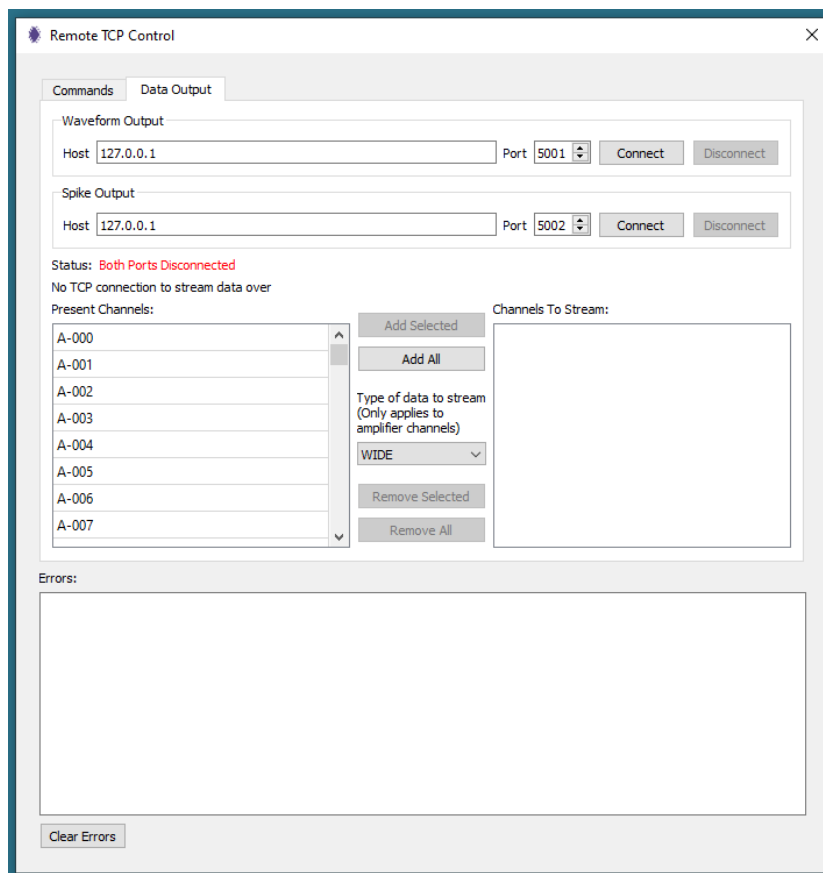 Remote TCP Control
Commands
Data Output
Waveform Output
Host 127.0.0.1 Port 5001 Connect Disconnect
Spike Output
Host 127.0.0.1 Port 5002 Connect Disconnect
Status: Both Ports Disconnected
No TCP connection to stream data over
Present Channels:
A-000
A-001
A-002
A-003
A-004
A-005
A-006
A-007
Add Selected
Add All
Type of data to stream
(Only applies to
amplifier channels)
WIDE
Remove Selected
Remove All
Channels To Stream:
Errors:
Clear Errors